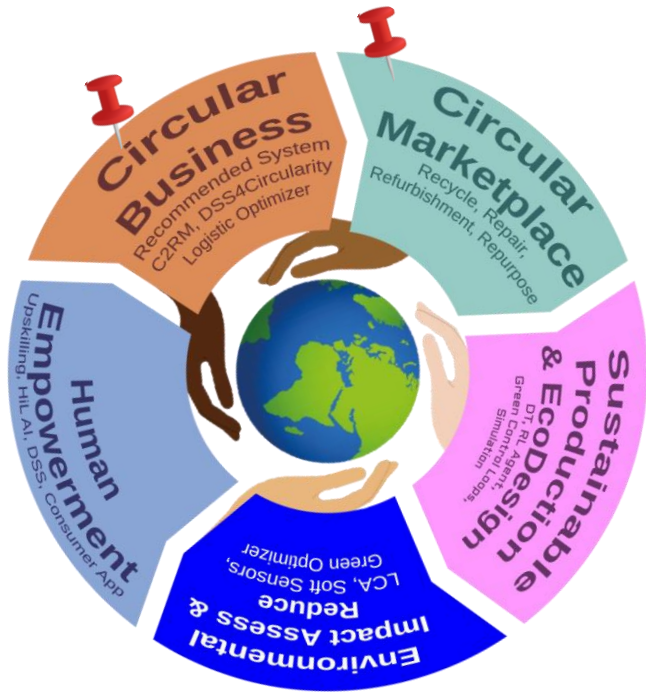 Circular
Business
Recommended System
C2RM, DSS4Circularity
Logistic Optimizer
Circular
Marketplace
Recycle, Repair,
Refurbishment, Repurpose
Sustainable
Production
& EcoDesign
DT, RL Agent,
Green Control Loops,
Simulation
Environmental
Impact Assess &
Reduce
LCA, Soft Sensors,
Green Optimizer
Human
Empowerment
Upskilling, HiL AI, DSS, Consumer App